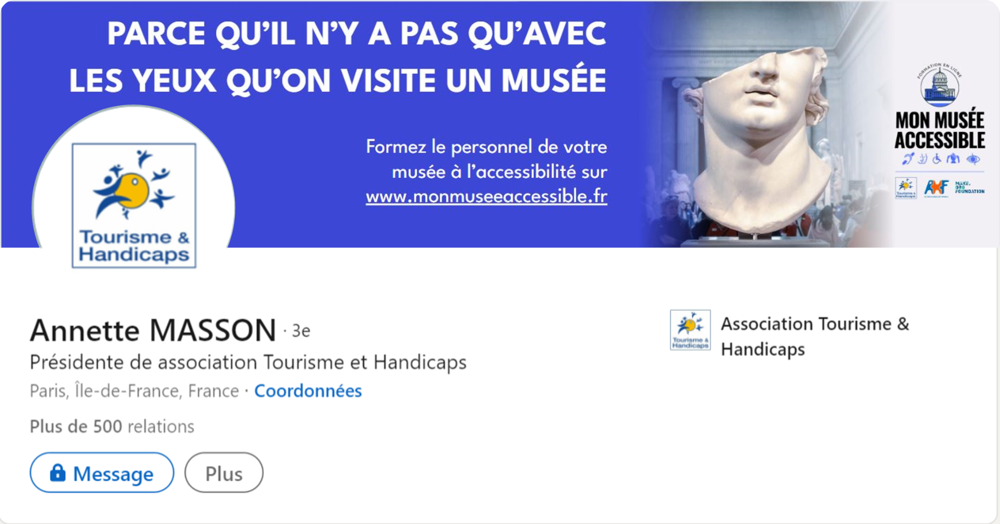 PARCE QU'IL N'Y A PAS QU'AVEC
LES YEUX QU'ON VISITE UN MUSÉE
Formez le personnel de votre
musée à l'accessibilité sur
www.monmuseeaccessible.fr
FORMATION EN LIGNE
MON MUSÉE
ACCESSIBLE
Tourisme &
Handicaps
MAKE.
ORG
FOUNDATION
Tourisme &
Handicaps
Annette MASSON · 3e
Présidente de association Tourisme et Handicaps
Paris, Île-de-France, France · Coordonnées
Plus de 500 relations
Message
Plus
Tourisme &
Handicaps
Association Tourisme &
Handicaps